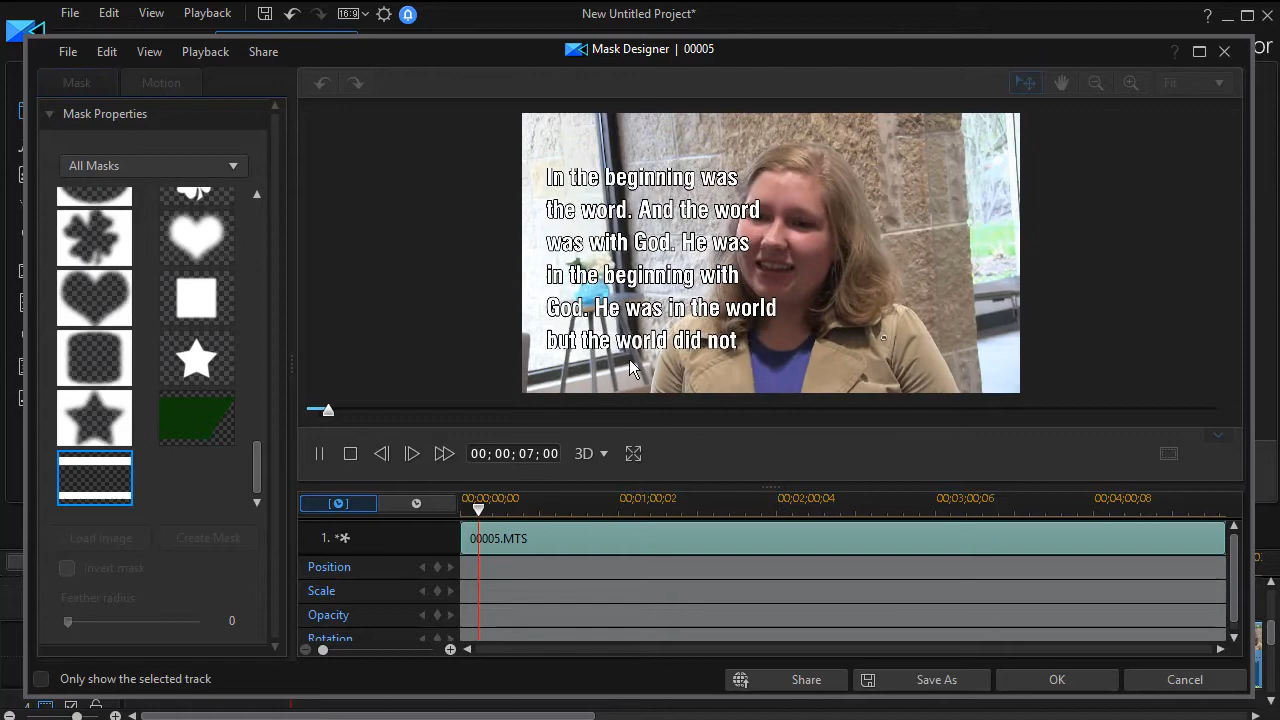 File Edit View Playback 16:9 New Untitled Project* ?
File Edit View Playback Share Mask Designer | 00005 ?
or
Mask Motion Fit
Mask Properties
All Masks
In the beginning was
the word. And the word
was with God. He was
in the beginning with
God. He was in the world
but the world did not
00; 00; 07; 00 3D
00;00;00;00 00;01;00;02 00;02;00;04 00;03;00;06 00;04;00;08
1. 00005.MTS
Load Image Create Mask
Position
Invert mask
Scale
Feather radius
Opacity
0
Rotation
Only show the selected track Share Save As OK Cancel